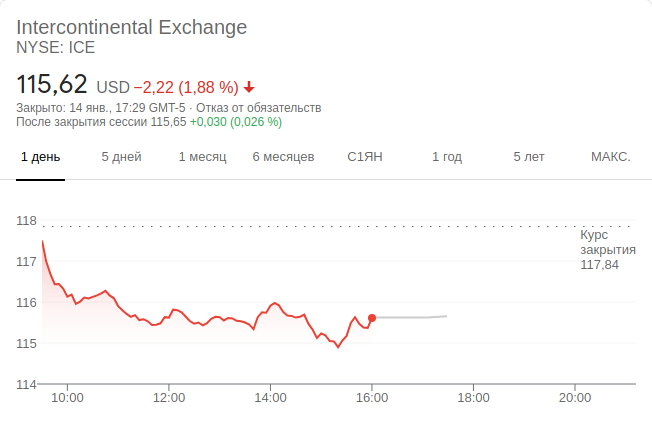 Intercontinental Exchange
NYSE: ICE
115,62 USD −2,22 (1,88 %)
Закрыто: 14 янв., 17:29 GMT-5 · Отказ от обязательств
После закрытия сессии 115,65 +0,030 (0,026 %)
1 день 5 дней 1 месяц 6 месяцев С1ЯН 1 год 5 лет МАКС.
118
Курс
закрытия
117,84
117
116
115
114
10:00 12:00 14:00 16:00 18:00 20:00